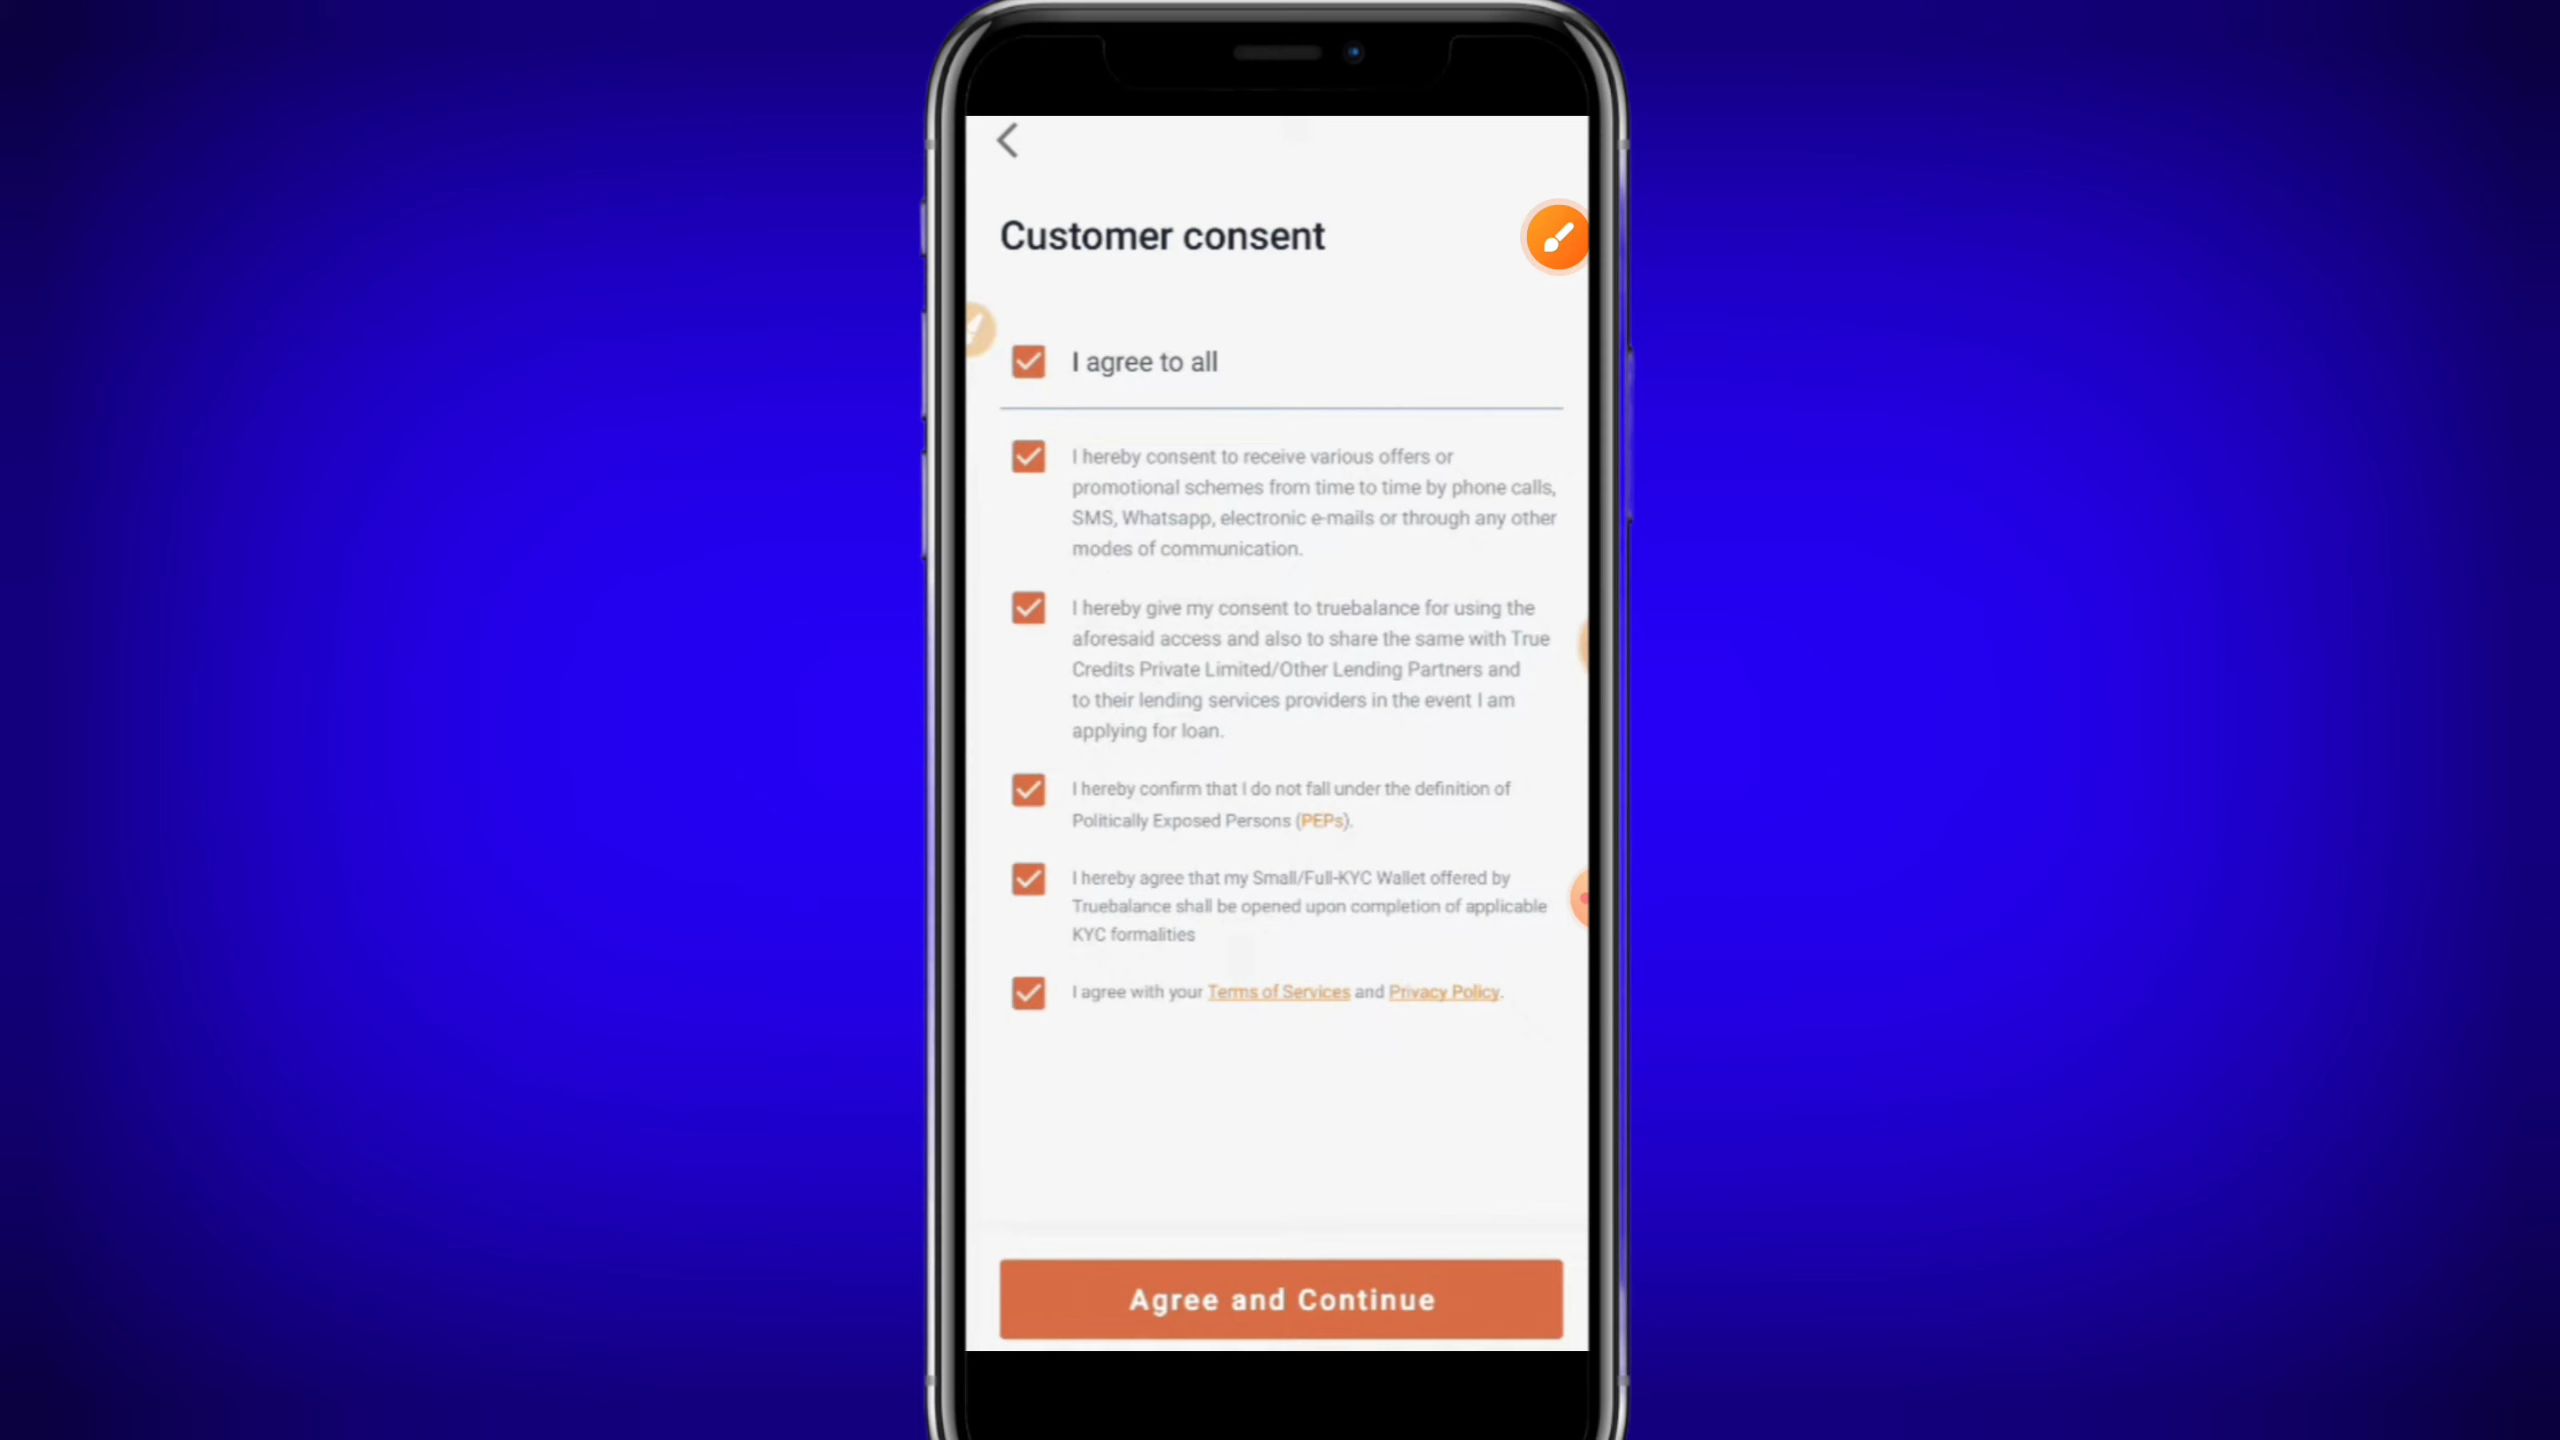 Customer consent
I agree to all
I hereby consent to receive various offers or
promotional schemes from time to time by phone calls,
SMS, Whatsapp, electronic e-mails or through any other
modes of communication.
I hereby give my consent to truebalance for using the
aforesaid access and also to share the same with True
Credits Private Limited/Other Lending Partners and
to their lending services providers in the event I am
applying for loan.
I hereby confirm that I do not fall under the definition of
Politically Exposed Persons (PEPs).
I hereby agree that my Small/Full-KYC Wallet offered by
Truebalance shall be opened upon completion of applicable
KYC formalities
I agree with your Terms of Services and Privacy Policy.
Agree and Continue